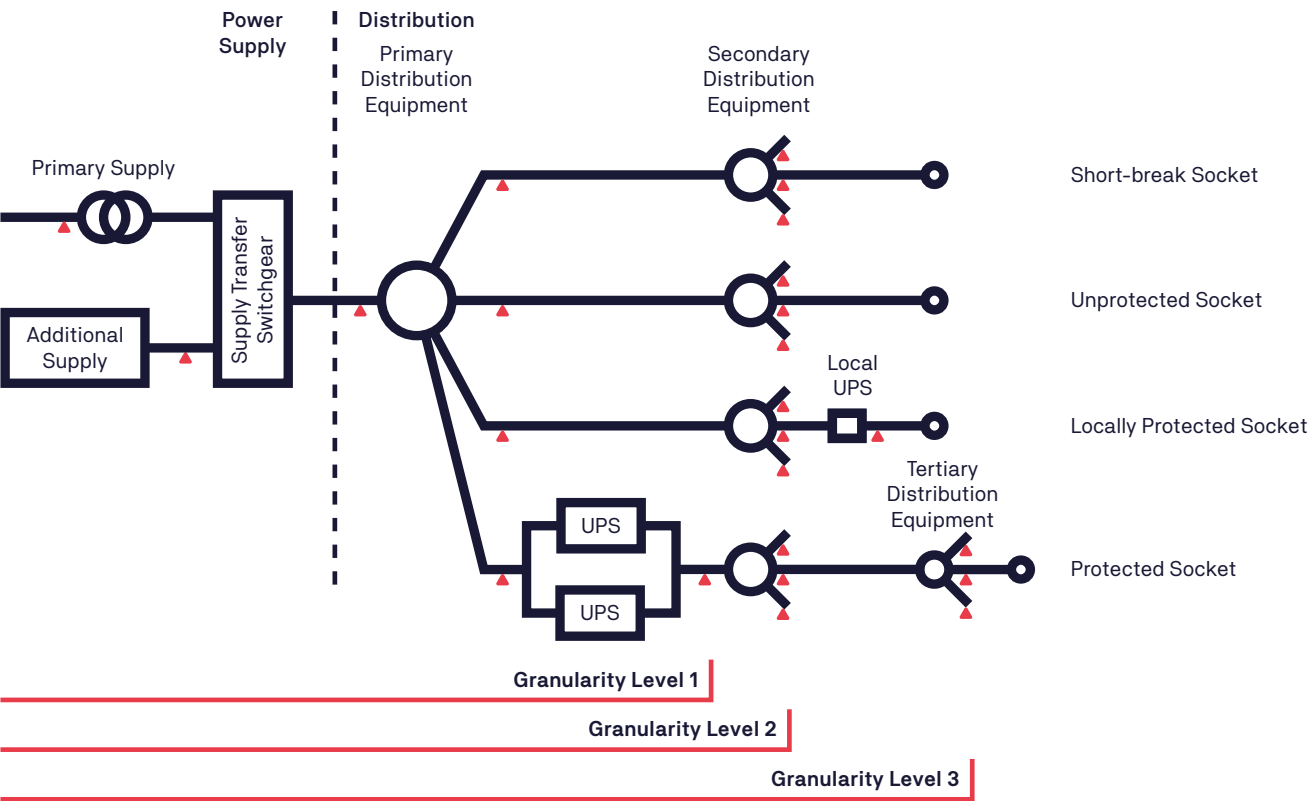 Power
Supply
Distribution
Primary
Distribution
Equipment
Secondary
Distribution
Equipment
Primary Supply
Short-break Socket
Supply Transfer
Switchgear
Unprotected Socket
Additional
Supply
Local
UPS
Locally Protected Socket
Tertiary
Distribution
Equipment
UPS
Protected Socket
UPS
Granularity Level 1
Granularity Level 2
Granularity Level 3